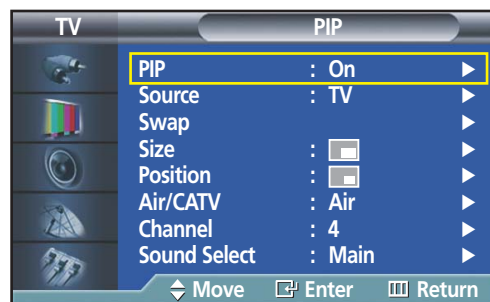 TV PIP
PIP : On
Source : TV
Swap
Size :
Position :
Air/CATV : Air
Channel : 4
Sound Select : Main
Move Enter Return